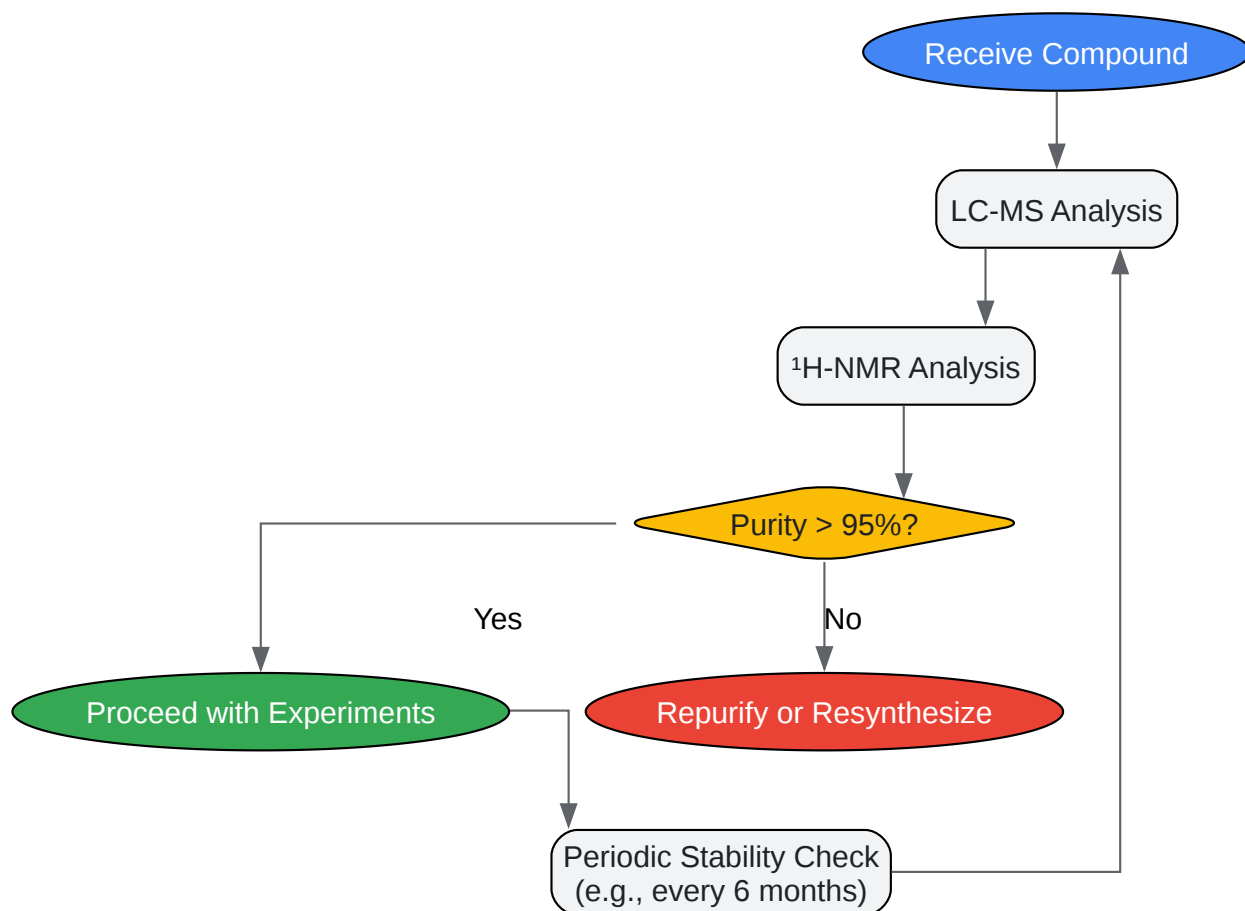 Receive Compound
LC-MS Analysis
¹H-NMR Analysis
Purity > 95%?
Yes
No
Proceed with Experiments
Repurify or Resynthesize
Periodic Stability Check
(e.g., every 6 months)